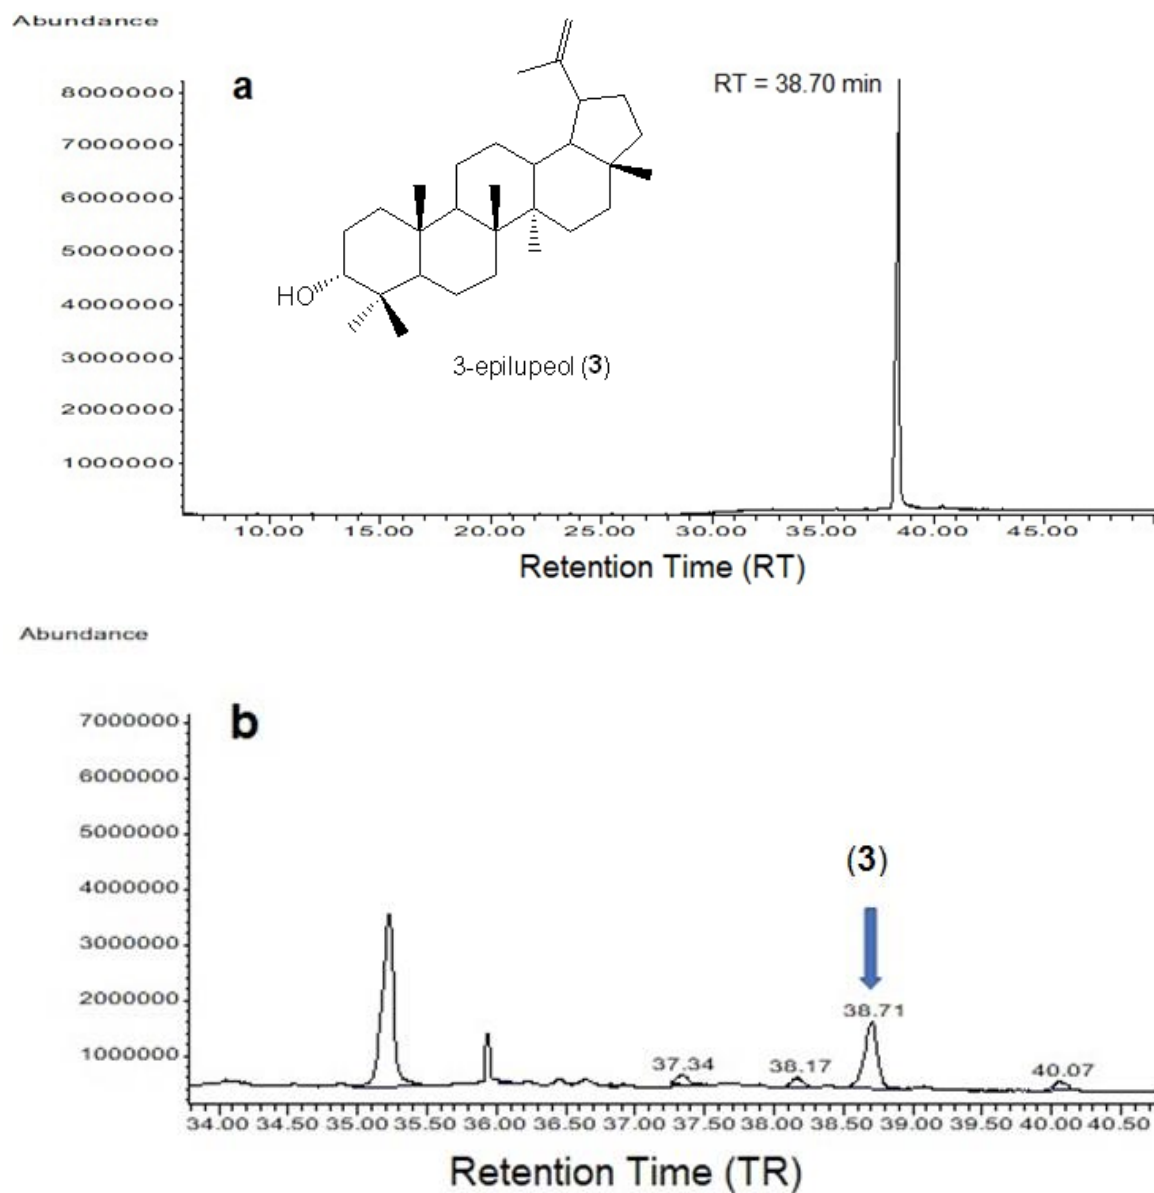 Abundance
a
RT = 38.70 min
8000000
7000000
6000000
5000000
4000000
3000000
2000000
1000000
HO
3-epilupeol (3)
10.00 15.00 20.00 25.00 30.00 35.00 40.00 45.00
Retention Time (RT)
Abundance
b
7000000
6000000
5000000
4000000
3000000
2000000
1000000
(3)
38.71
37.34
38.17
40.07
34.00 34.50 35.00 35.50 36.00 36.50 37.00 37.50 38.00 38.50 39.00 39.50 40.00 40.50
Retention Time (TR)